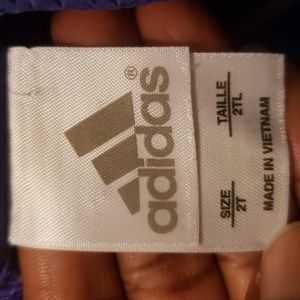 adidas®
SIZE
2T
TAILLE
2TL
MADE IN VIETNAM